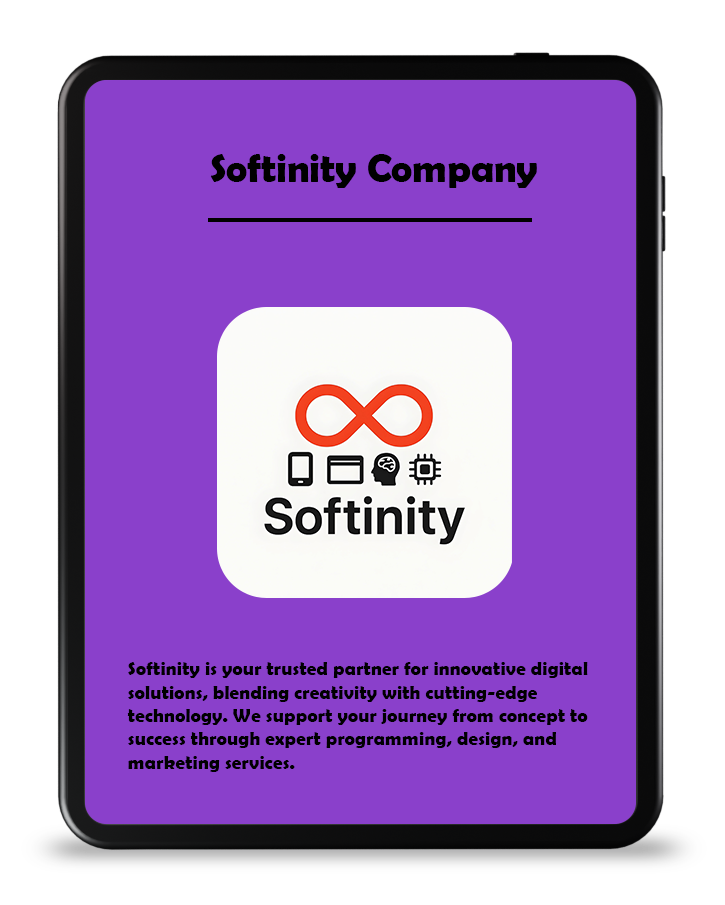 Softinity Company
Softinity
Softinity is your trusted partner for innovative digital
solutions, blending creativity with cutting-edge
technology. We support your journey from concept to
success through expert programming, design, and
marketing services.